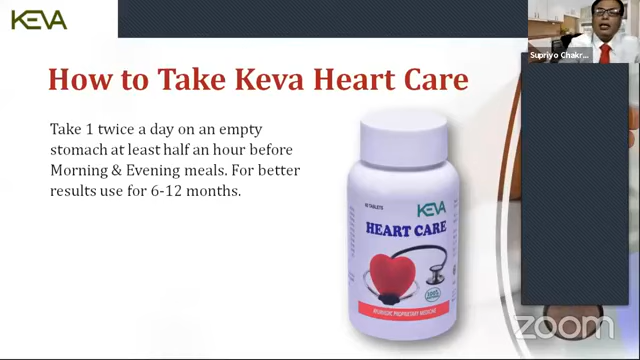 KEVA
Supriyo Chakr...
How to Take Keva Heart Care
Take 1 twice a day on an empty
stomach at least half an hour before
Morning & Evening meals. For better
results use for 6-12 months.
KEVA
HEART CARE
AYURVEDIC PROPRIETARY MEDICINE
zoom